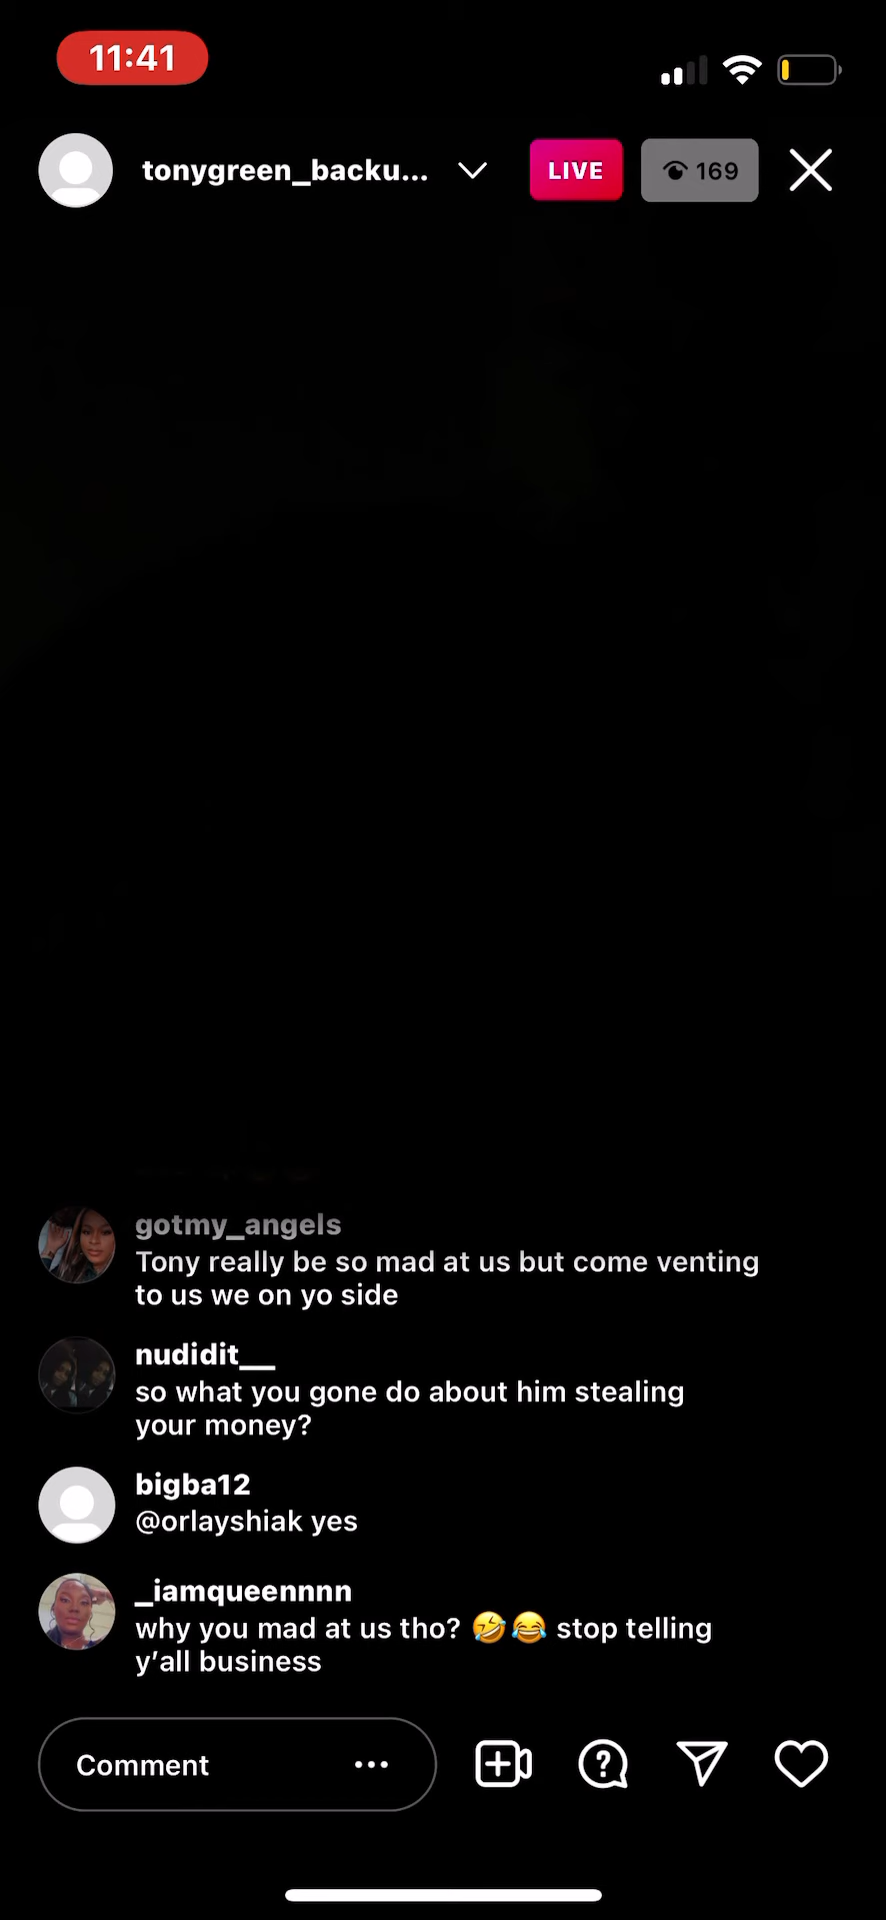 11:41
tonygreen_backu...
LIVE
169
gotmy_angels
Tony really be so mad at us but come venting
to us we on yo side
nudidit__
so what you gone do about him stealing
your money?
bigba12
@orlayshiak yes
_iamqueennnn
why you mad at us tho? 🤣😂 stop telling
y’all business
Comment